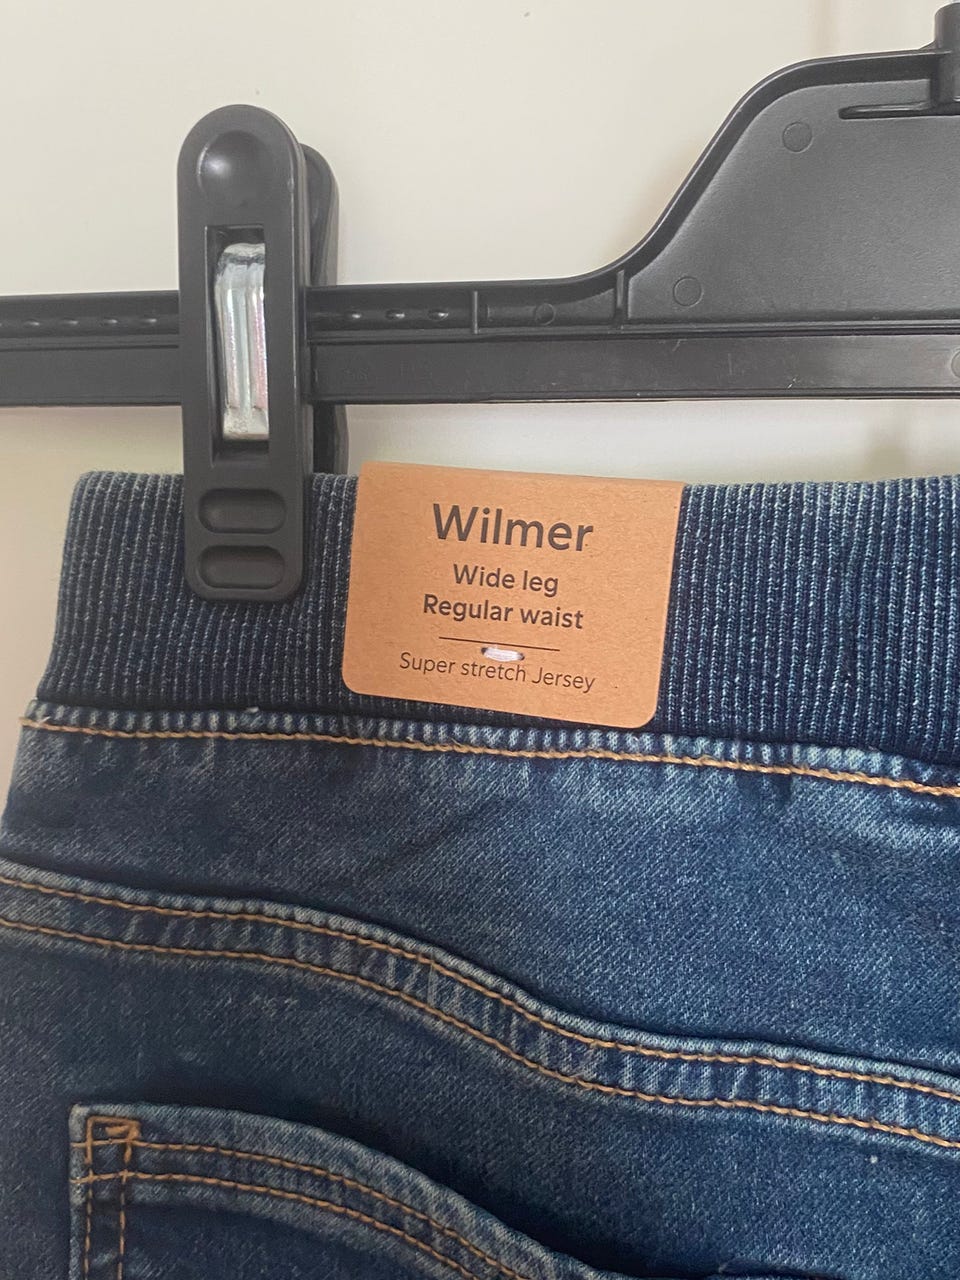 Wilmer
Wide leg
Regular waist
Super stretch Jersey